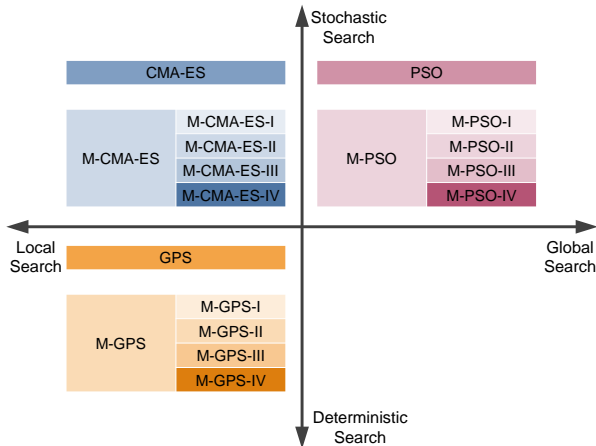 Stochastic
Search
CMA-ES
PSO
M-CMA-ES
M-CMA-ES-I
M-CMA-ES-II
M-CMA-ES-III
M-CMA-ES-IV
M-PSO
M-PSO-I
M-PSO-II
M-PSO-III
M-PSO-IV
Local
Search
Global
Search
GPS
M-GPS
M-GPS-I
M-GPS-II
M-GPS-III
M-GPS-IV
Deterministic
Search